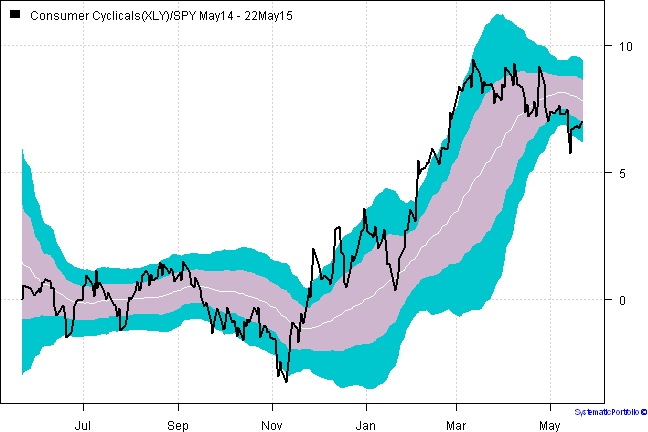 Consumer Cyclicals(XLY)/SPY May14 - 22May15
10
5
0
Jul Sep Nov Jan Mar May
SystematicPortfolio ©